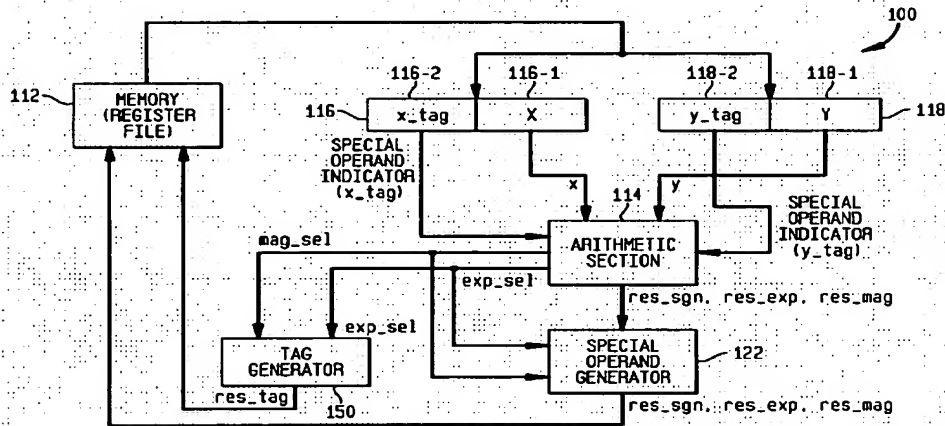 100
116-2
116-1
118-2
118-1
112
MEMORY
(REGISTER
FILE)
116
x_tag
X
y_tag
Y
118
SPECIAL
OPERAND
INDICATOR
(x_tag)
x
y
114
SPECIAL
OPERAND
INDICATOR
(y_tag)
ARITHMETIC
SECTION
mag_sel
exp_sel
res_sgn, res_exp, res_mag
exp_sel
TAG
GENERATOR
SPECIAL
OPERAND
GENERATOR
122
res_tag
150
res_sgn, res_exp, res_mag